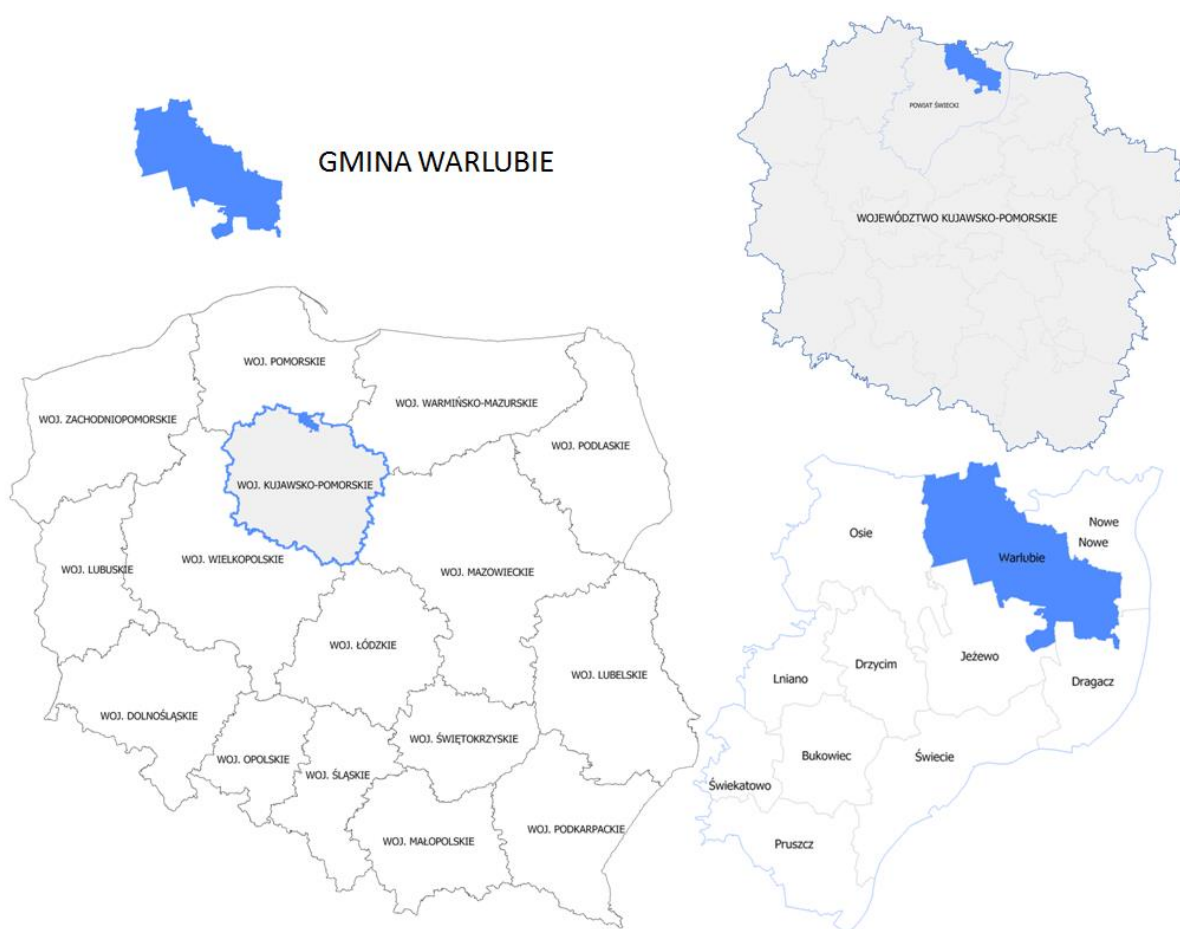 GMINA WARLUBIE
POWIAT ŚWIECKI
WOJEWÓDZTWO KUJAWSKO-POMORSKIE
WOJ. POMORSKIE
WOJ. ZACHODNIOPOMORSKIE
WOJ. WARMIŃSKO-MAZURSKIE
WOJ. PODLASKIE
WOJ. KUJAWSKO-POMORSKIE
WOJ. LUBUSKIE
WOJ. WIELKOPOLSKIE
WOJ. MAZOWIECKIE
WOJ. ŁÓDZKIE
WOJ. LUBELSKIE
WOJ. DOLNOŚLĄSKIE
WOJ. OPOLSKIE
WOJ. ŚLĄSKIE
WOJ. ŚWIĘTOKRZYSKIE
WOJ. MAŁOPOLSKIE
WOJ. PODKARPACKIE
Osie
Warlubie
Nowe
Nowe
Lniano
Drzycim
Jeżewo
Dragacz
Bukowiec
Świecie
Świekatowo
Pruszcz